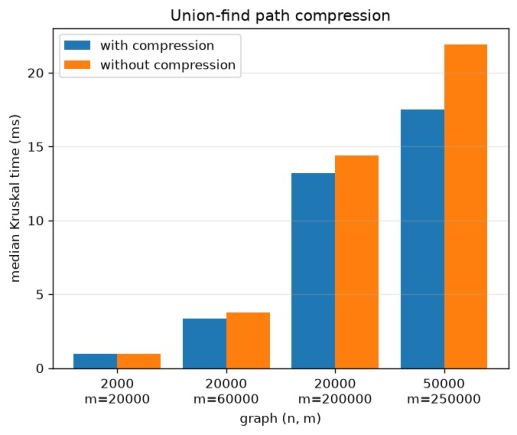 Union-find path compression
with compression
without compression
median Kruskal time (ms)
20
15
10
5
0
2000 20000 20000 50000
m=20000 m=60000 m=200000 m=250000
graph (n, m)